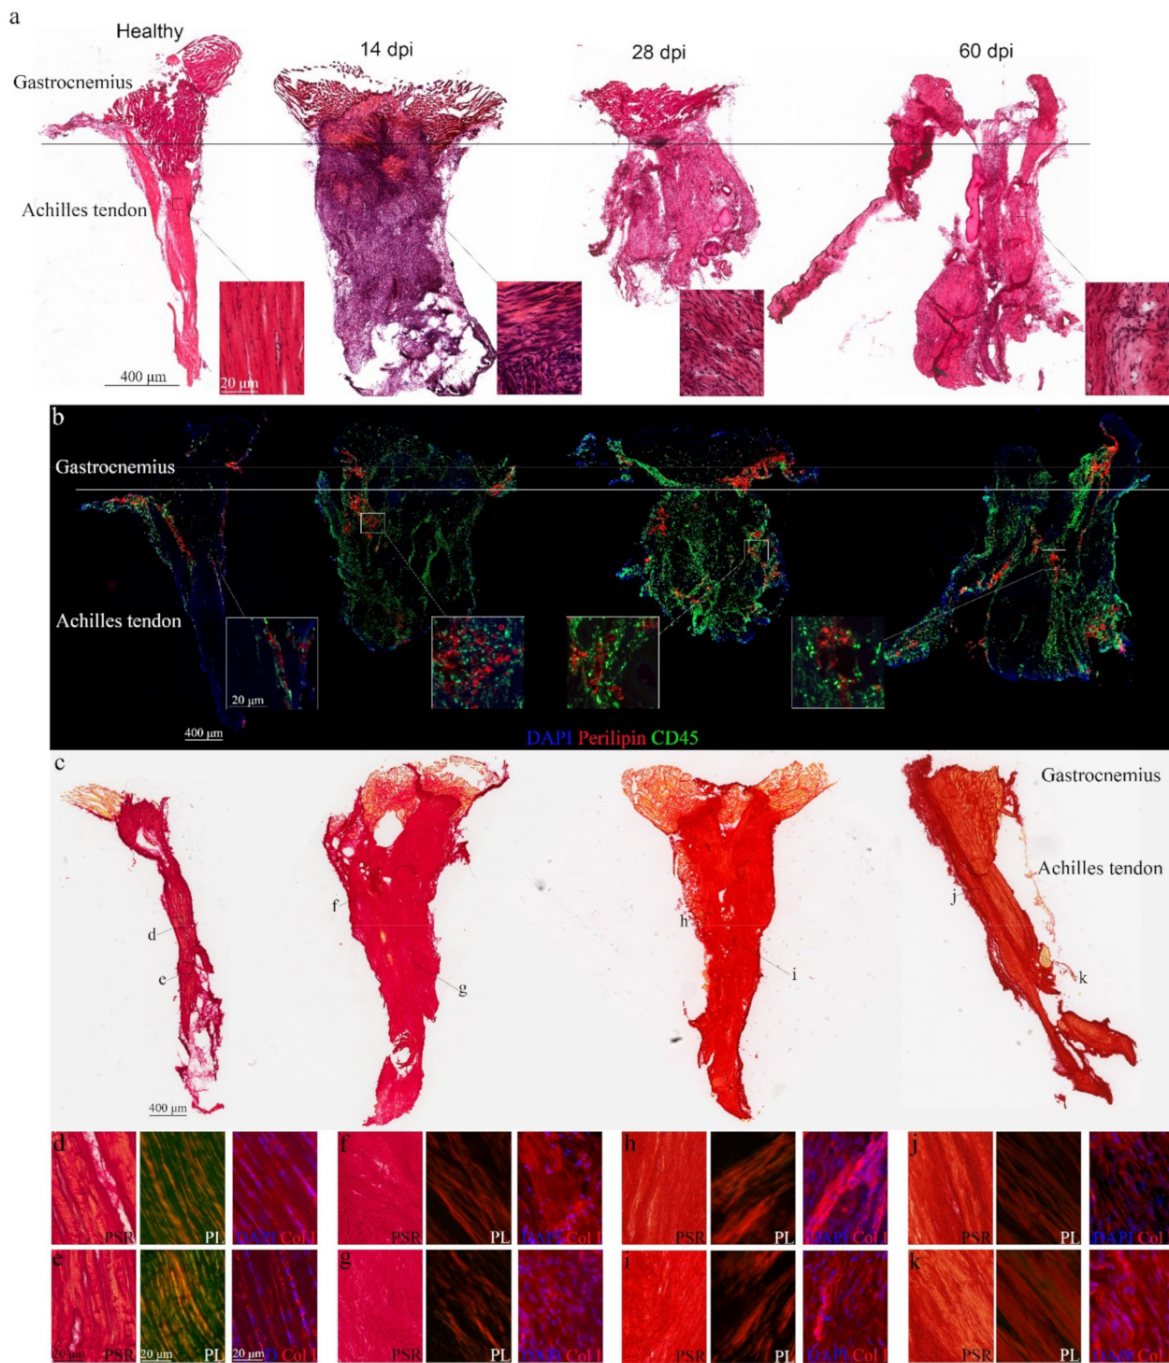 a
Healthy
14 dpi
28 dpi
60 dpi
Gastrocnemius
Achilles tendon
400 µm
20 µm
b
Gastrocnemius
Achilles tendon
20 µm
400 µm
DAPI Perilipin CD45
c
Gastrocnemius
Achilles tendon
d
e
f
g
h
i
j
k
400 µm
d PSR PL DAPI Col I
f PSR PL DAPI Col I
h PSR PL DAPI Col I
j PSR PL DAPI Col I
e 20 µm PSR 20 µm PL 20 µm Col I
g PSR PL DAPI Col I
i PSR PL DAPI Col I
k PSR PL DAPI Col I